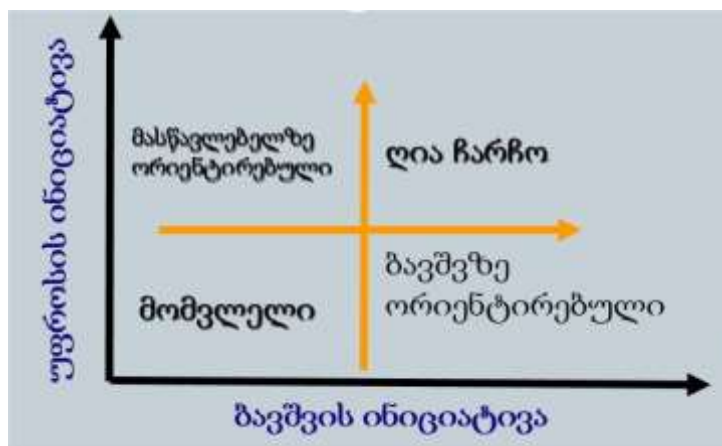 უფროსის ინიციატივა
მასწავლებელზე
ორიენტირებული
ღია ჩარჩო
მომვლელი
ბავშვზე
ორიენტირებული
ბავშვის ინიციატივა